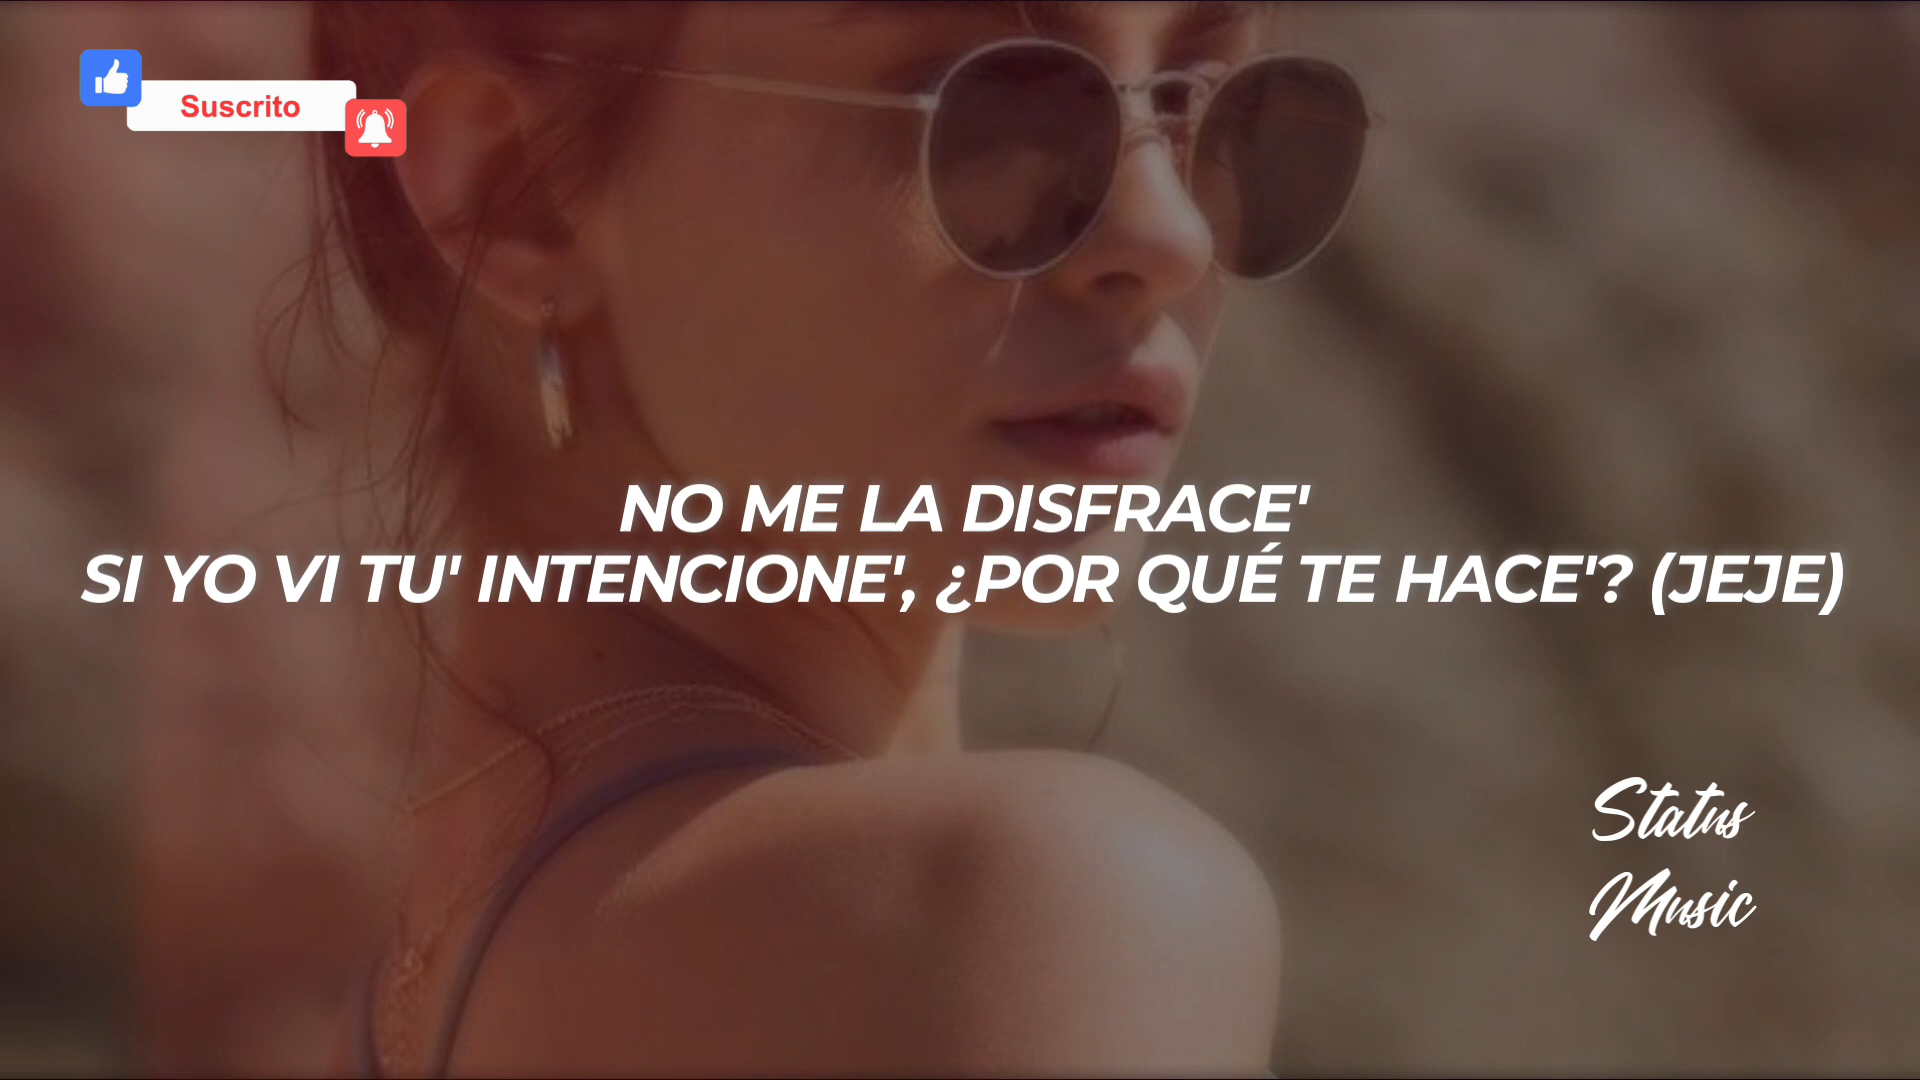 Suscrito
NO ME LA DISFRACE'
SI YO VI TU' INTENCIONE', ¿POR QUÉ TE HACE'? (JEJE)
Status
Music